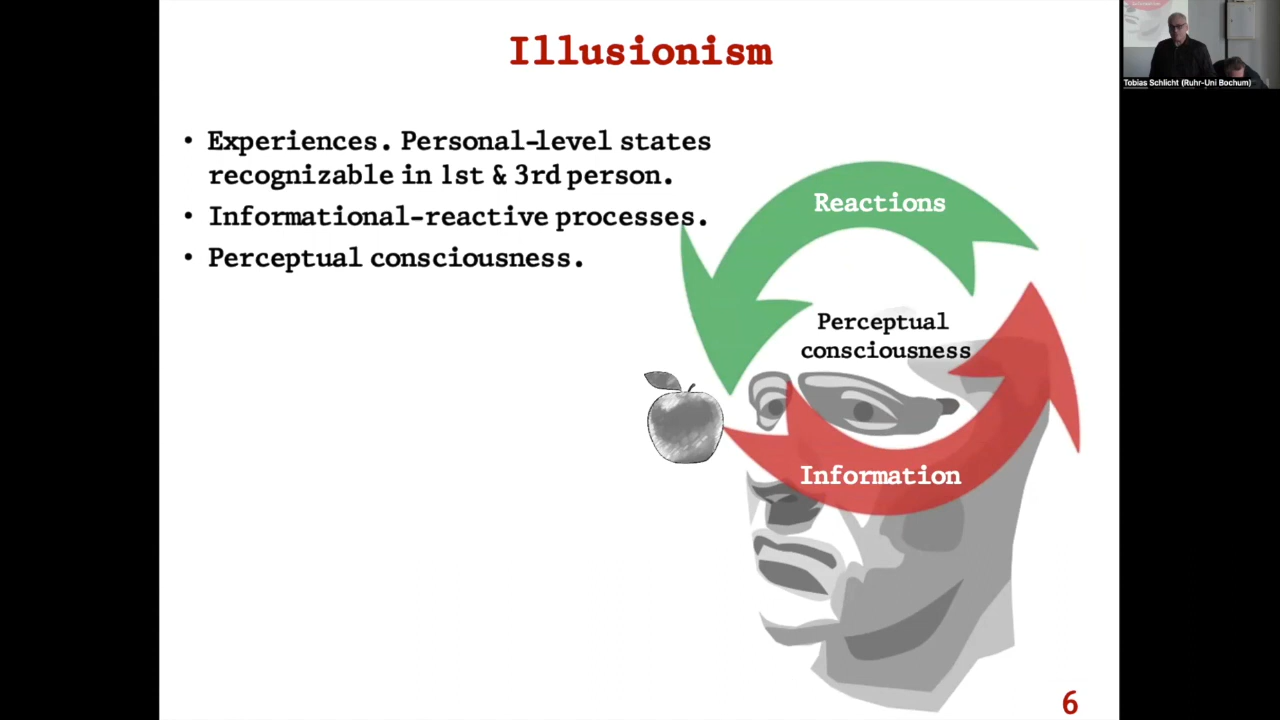 Illusionism
• Experiences. Personal-level states
recognizable in 1st & 3rd person.
• Informational-reactive processes.
• Perceptual consciousness.
Reactions
Perceptual
consciousness
Information
6
Tobias Schlicht (Ruhr-Uni Bochum)